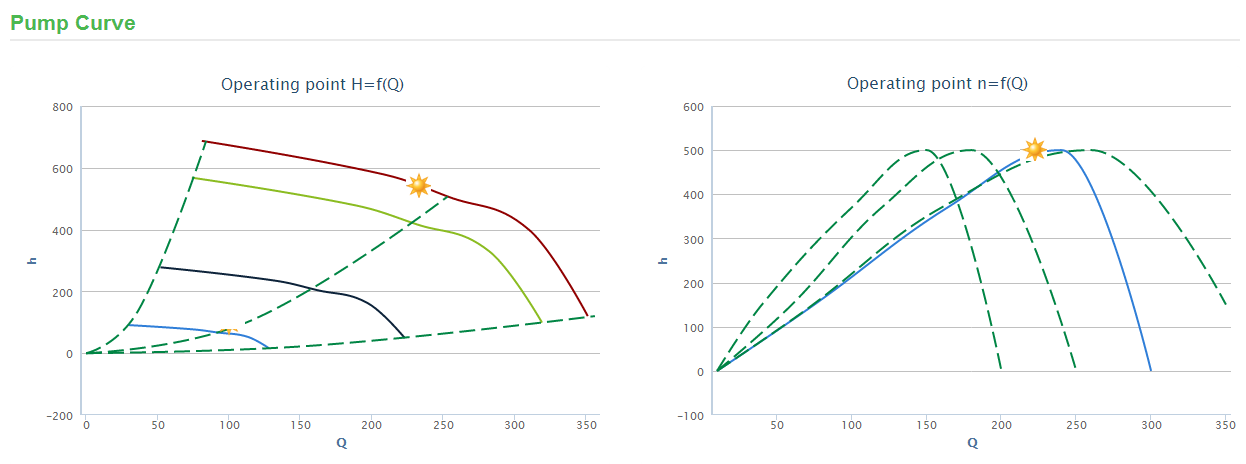 Pump Curve
Operating point H=f(Q)
800
600
400
200
0
−200
h
0 50 100 150 200 250 300 350
Q
Operating point n=f(Q)
600
500
400
300
200
100
0
−100
h
50 100 150 200 250 300 350
Q